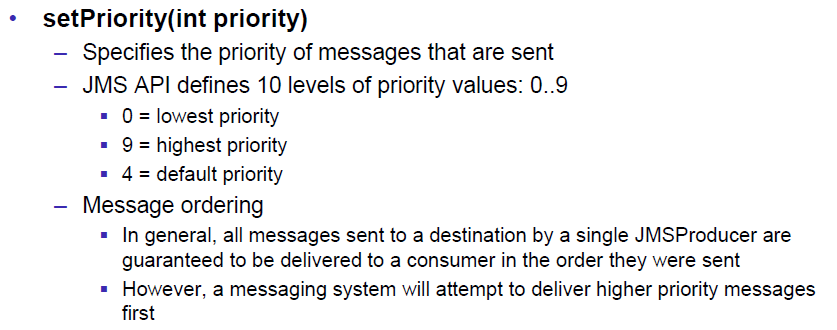 • setPriority(int priority)
– Specifies the priority of messages that are sent
– JMS API defines 10 levels of priority values: 0..9
▪ 0 = lowest priority
▪ 9 = highest priority
▪ 4 = default priority
– Message ordering
▪ In general, all messages sent to a destination by a single JMSProducer are
guaranteed to be delivered to a consumer in the order they were sent
▪ However, a messaging system will attempt to deliver higher priority messages
first